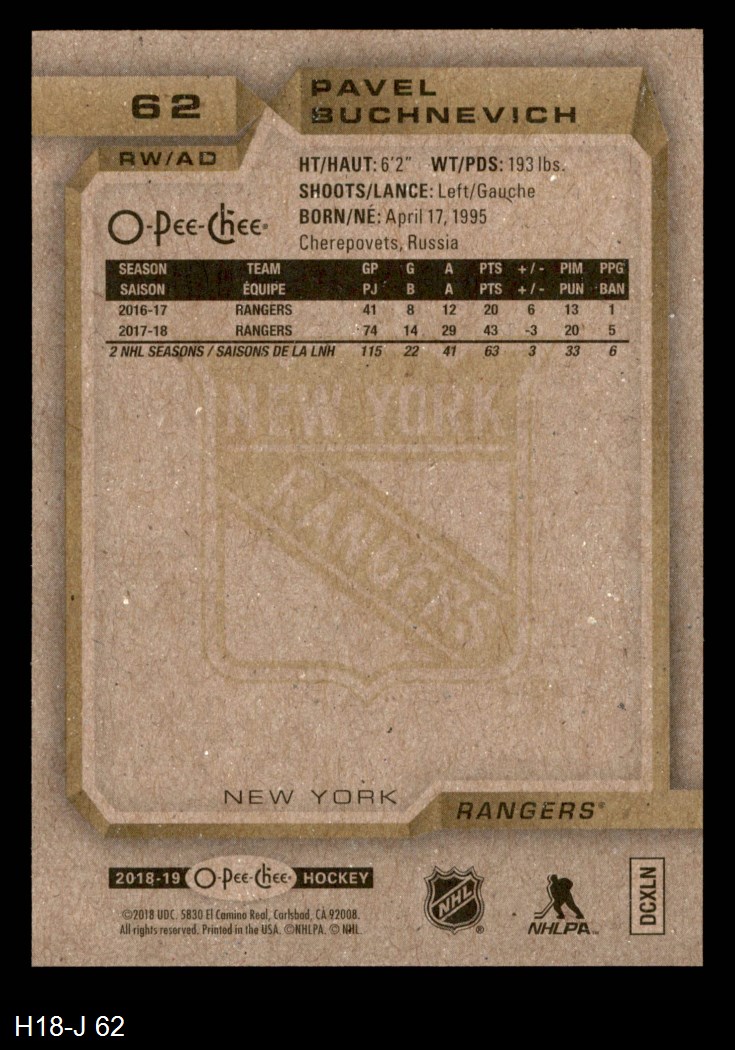 62
PAVEL
BUCHNEVICH
RW/AD
HT/HAUT: 6'2" WT/PDS: 193 lbs.
SHOOTS/LANCE: Left/Gauche
BORN/NÉ: April 17, 1995
Cherepovets, Russia
O-Pee-Chee
SEASON TEAM GP G A PTS +/- PIM PPG
SAISON ÉQUIPE PJ B A PTS +/- PUN BAN
2016-17 RANGERS 41 8 12 20 6 13 1
2017-18 RANGERS 74 14 29 43 -3 20 5
2 NHL SEASONS / SAISONS DE LA LNH 115 22 41 63 3 33 6
NEW YORK
RANGERS
NEW YORK
RANGERS®
2018-19 O-Pee-Chee HOCKEY
©2018 UDC. 5830 El Camino Real, Carlsbad, CA 92008.
All rights reserved. Printed in the USA. ©NHLPA. © NHL.
NHL®
NHLPA™
DCXLN
H18-J 62